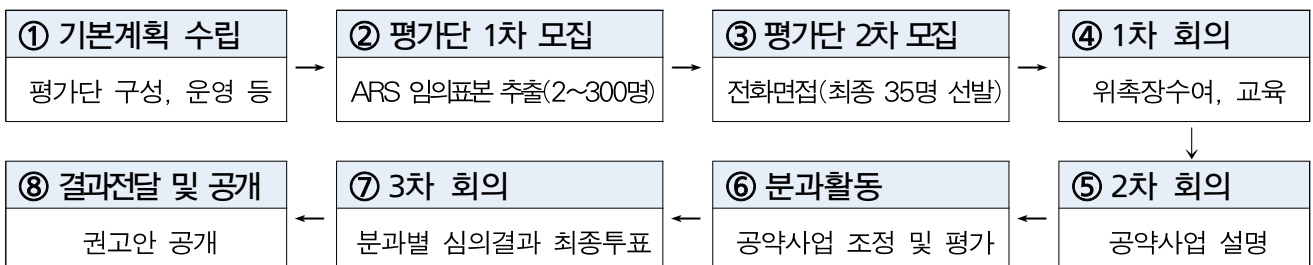 ① 기본계획 수립
평가단 구성, 운영 등
② 평가단 1차 모집
ARS 임의표본 추출(2~300명)
③ 평가단 2차 모집
전화면접(최종 35명 선발)
④ 1차 회의
위촉장수여, 교육
⑤ 2차 회의
공약사업 설명
⑥ 분과활동
공약사업 조정 및 평가
⑦ 3차 회의
분과별 심의결과 최종투표
⑧ 결과전달 및 공개
권고안 공개